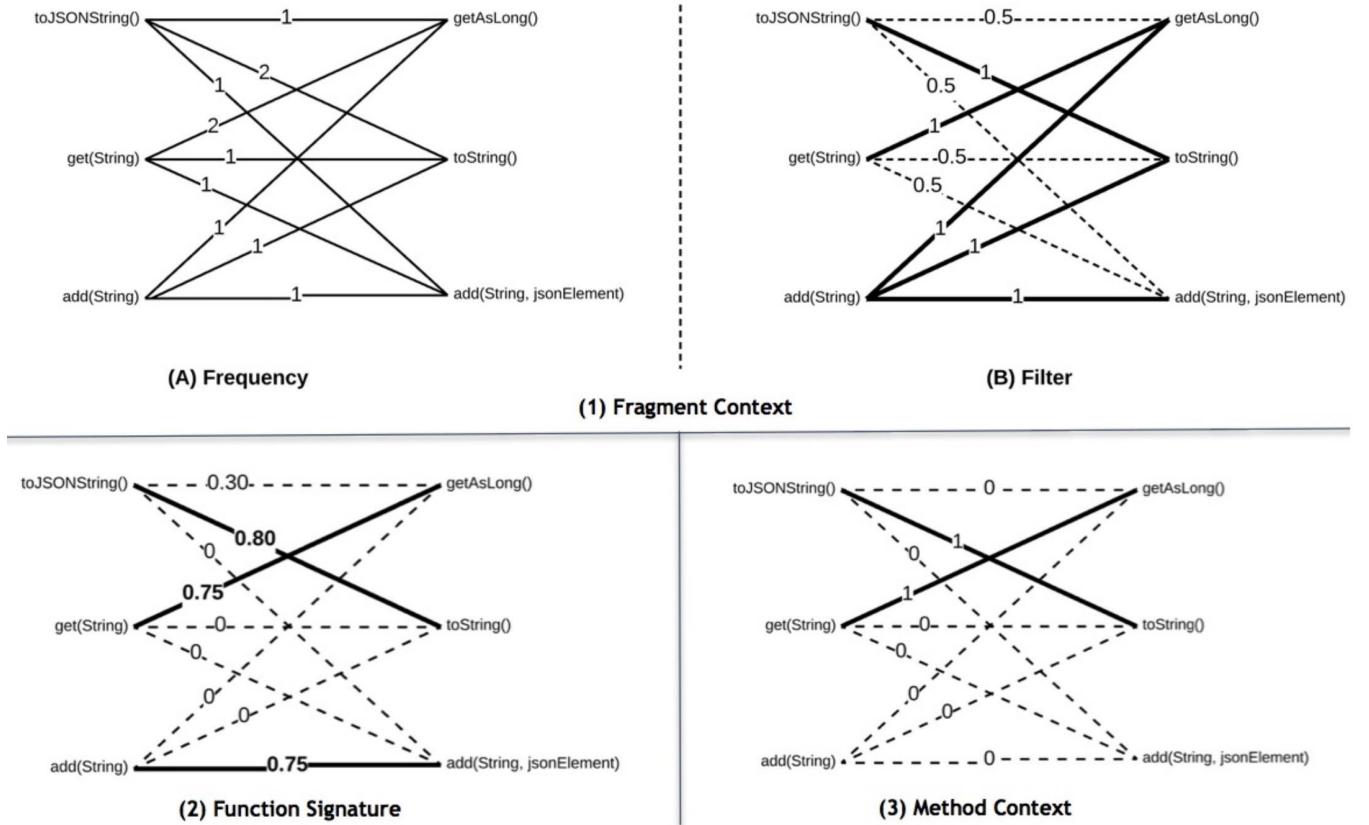 toJSONString() 1 getAsLong()
2
1
2
get(String) 1 toString()
1
1
1
add(String) 1 add(String, jsonElement)
(A) Frequency
toJSONString() 0.5 getAsLong()
1
0.5
1
get(String) 0.5 toString()
0.5
1
1
add(String) 1 add(String, jsonElement)
(B) Filter
(1) Fragment Context
toJSONString() 0.30 getAsLong()
0.80
0
0.75
get(String) 0 toString()
0
0
0
add(String) 0.75 add(String, jsonElement)
(2) Function Signature
toJSONString() 0 getAsLong()
1
0
1
get(String) 0 toString()
0
0
0
add(String) 0 add(String, jsonElement)
(3) Method Context